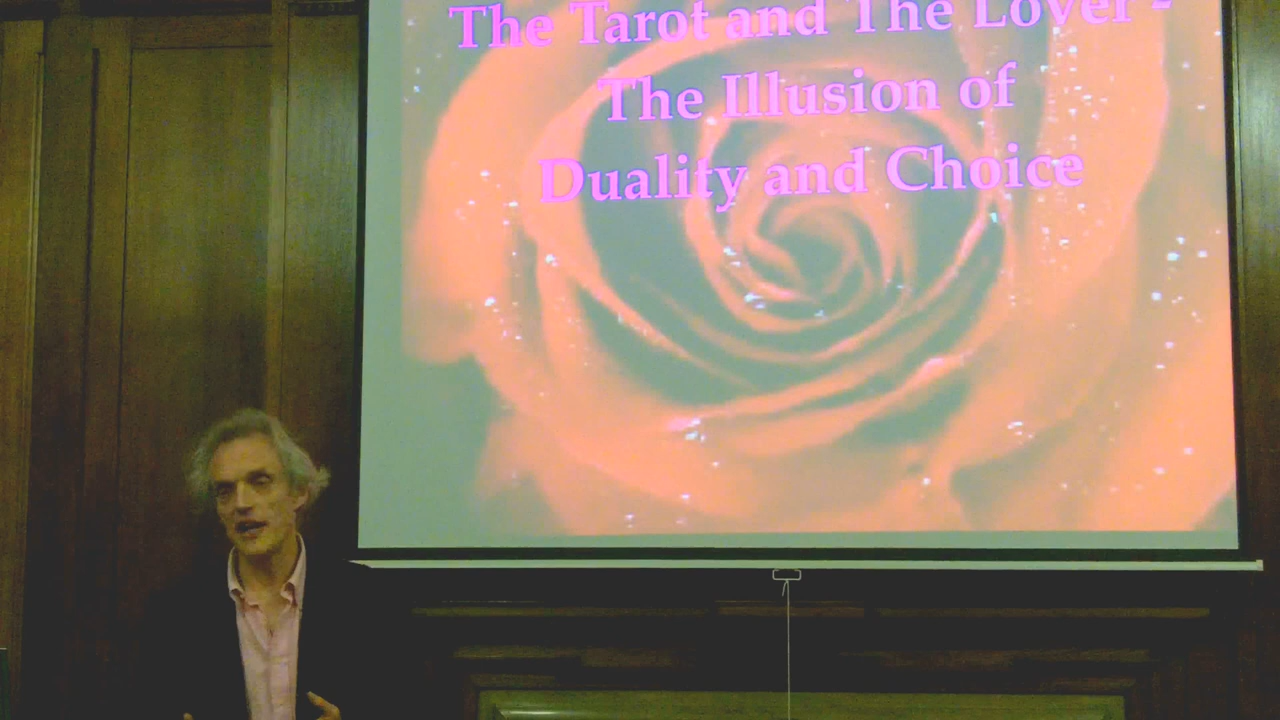 The Tarot and The Lover -
The Illusion of
Duality and Choice